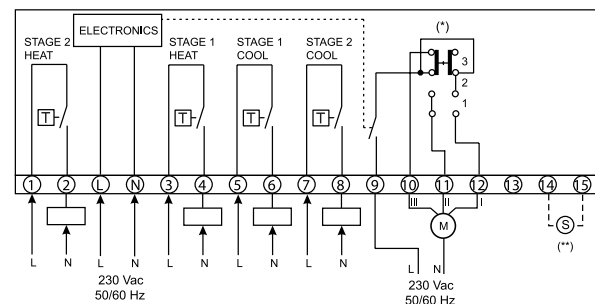 (*)
ELECTRONICS
STAGE 2
HEAT
STAGE 1
HEAT
STAGE 1
COOL
STAGE 2
COOL
3
2
1
T
T
T
T
1 2 L N 3 4 5 6 7 8 9 10 11 12 13 14 15
III II I
M
S
(**)
L N L N L N L N L N L N
230 Vac
50/60 Hz
230 Vac
50/60 Hz